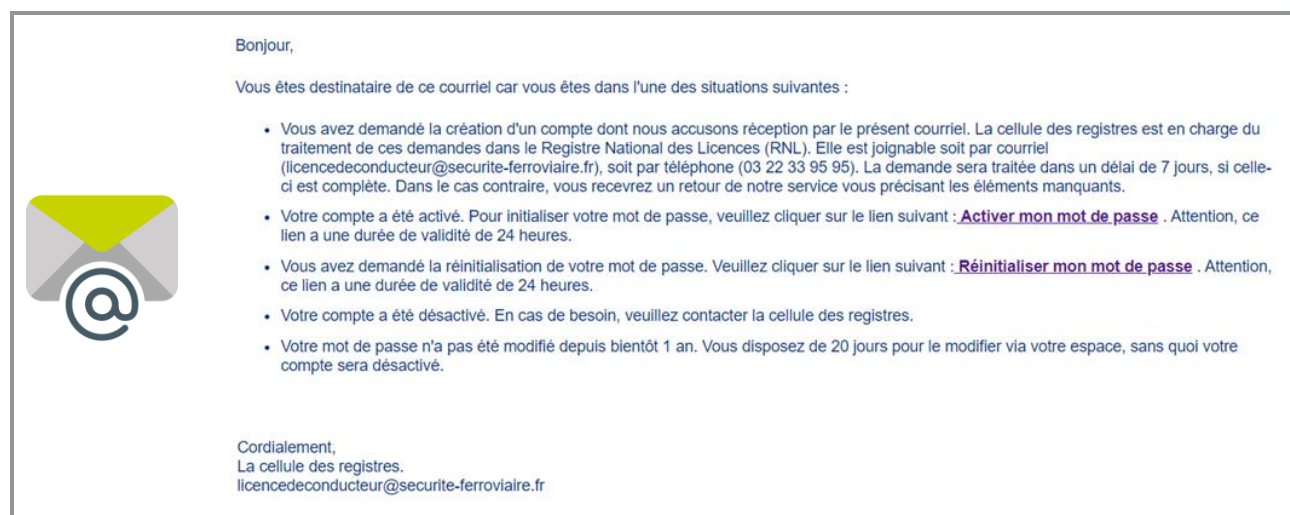 Bonjour,
Vous êtes destinataire de ce courriel car vous êtes dans l'une des situations suivantes :
• Vous avez demandé la création d'un compte dont nous accusons réception par le présent courriel. La cellule des registres est en charge du
traitement de ces demandes dans le Registre National des Licences (RNL). Elle est joignable soit par courriel
(licencedeconducteur@securite-ferroviaire.fr), soit par téléphone (03 22 33 95 95). La demande sera traitée dans un délai de 7 jours, si celle-
ci est complète. Dans le cas contraire, vous recevrez un retour de notre service vous précisant les éléments manquants.
• Votre compte a été activé. Pour initialiser votre mot de passe, veuillez cliquer sur le lien suivant : Activer mon mot de passe . Attention, ce
lien a une durée de validité de 24 heures.
• Vous avez demandé la réinitialisation de votre mot de passe. Veuillez cliquer sur le lien suivant : Réinitialiser mon mot de passe . Attention,
ce lien a une durée de validité de 24 heures.
• Votre compte a été désactivé. En cas de besoin, veuillez contacter la cellule des registres.
• Votre mot de passe n'a pas été modifié depuis bientôt 1 an. Vous disposez de 20 jours pour le modifier via votre espace, sans quoi votre
compte sera désactivé.
Cordialement,
La cellule des registres.
licencedeconducteur@securite-ferroviaire.fr